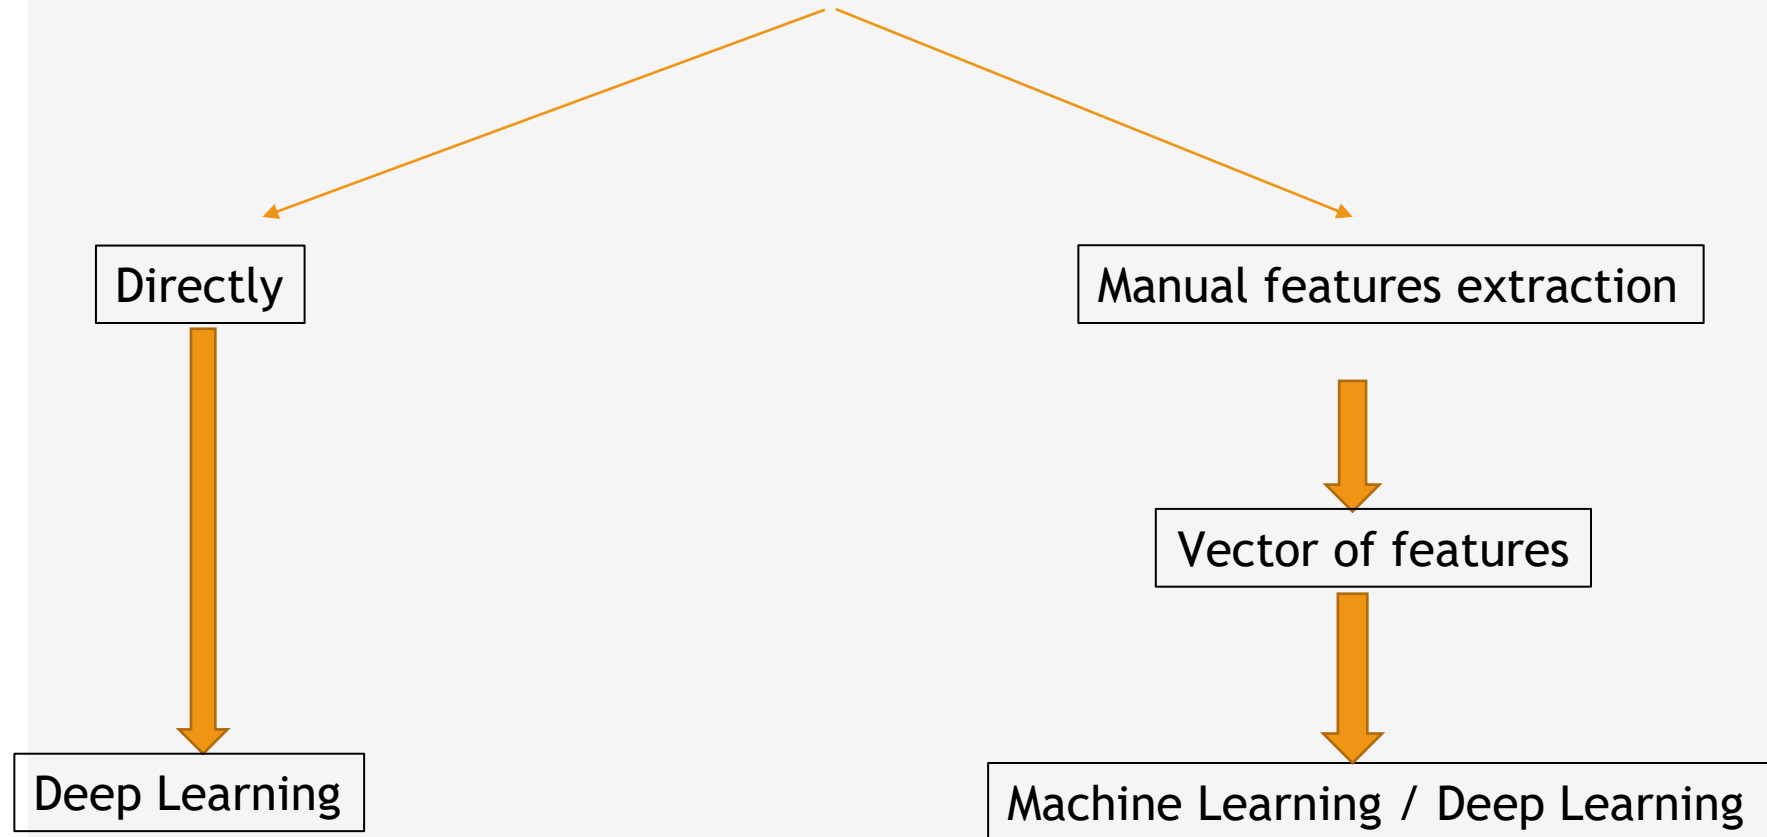 Directly
Manual features extraction
Vector of features
Deep Learning
Machine Learning / Deep Learning